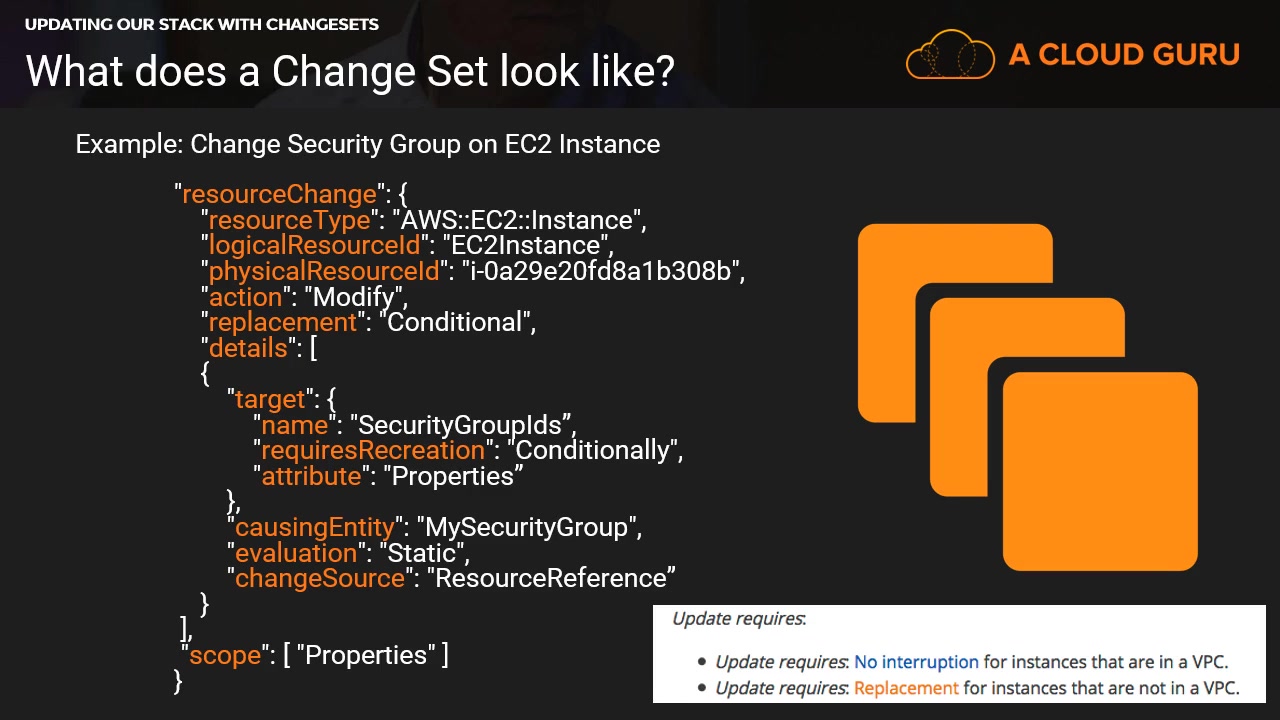 UPDATING OUR STACK WITH CHANGESETS
What does a Change Set look like?
A CLOUD GURU
Example: Change Security Group on EC2 Instance
"resourceChange": {
"resourceType": "AWS::EC2::Instance",
"logicalResourceId": "EC2Instance",
"physicalResourceId": "i-0a29e20fd8a1b308b",
"action": "Modify",
"replacement": "Conditional",
"details": [
{
"target": {
"name": "SecurityGroupIds”,
"requiresRecreation": "Conditionally",
"attribute": "Properties”
},
"causingEntity": "MySecurityGroup",
"evaluation": "Static",
"changeSource": "ResourceReference”
}
],
"scope": [ "Properties" ]
}
Update requires:
• Update requires: No interruption for instances that are in a VPC.
• Update requires: Replacement for instances that are not in a VPC.